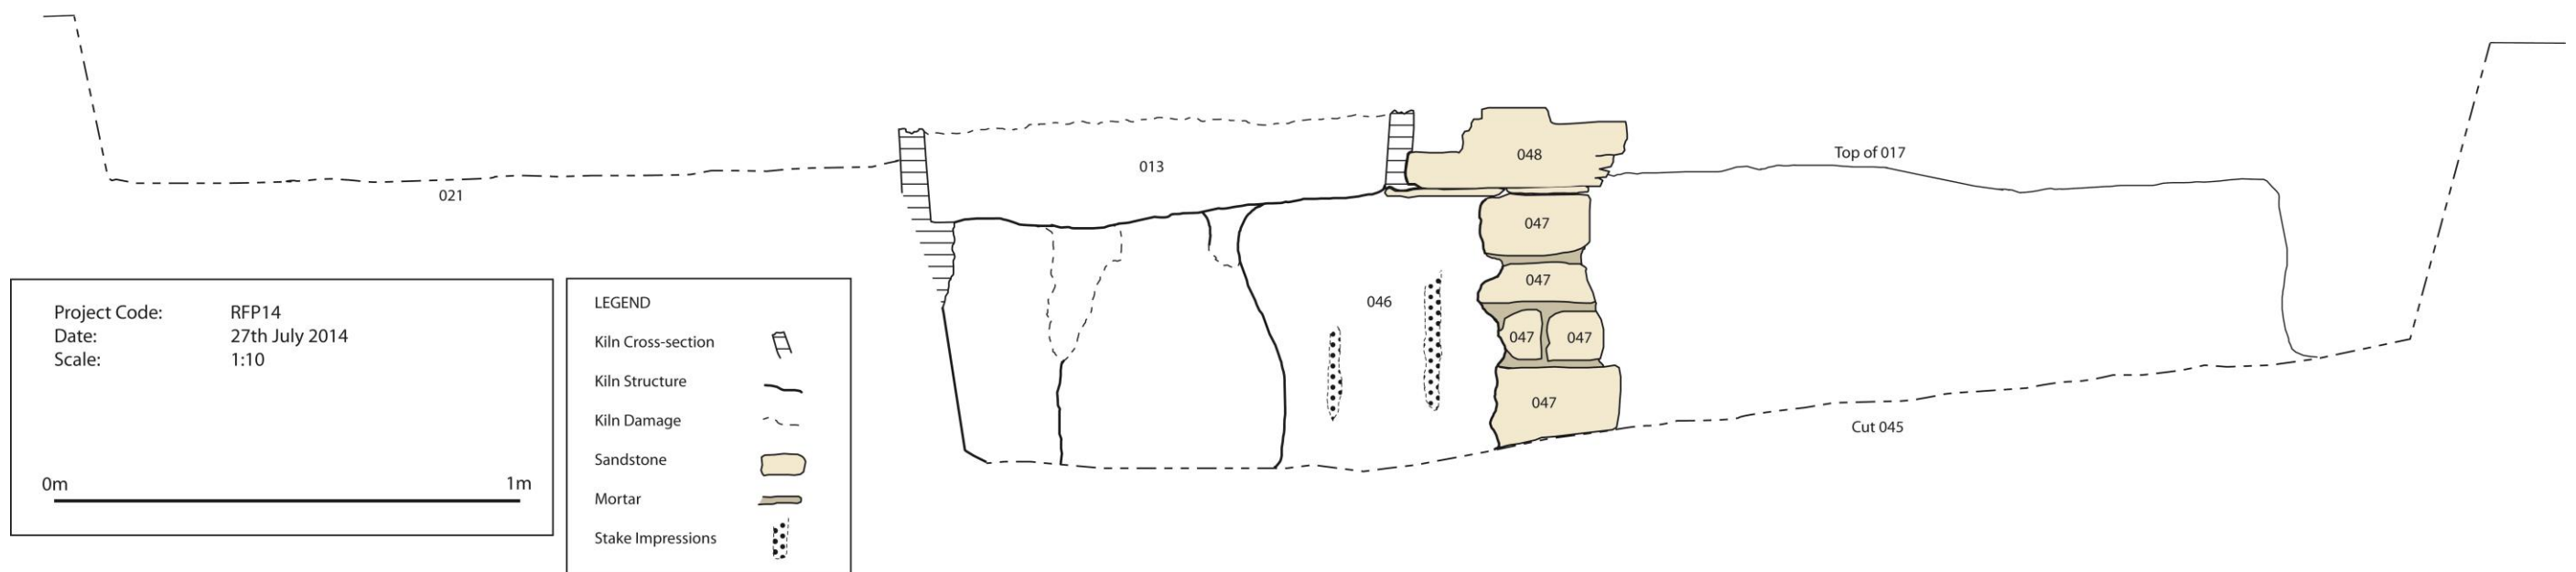 013
048
Top of 017
021
047
047
046
047
047
047
Cut 045
Project Code: RFP14
Date: 27th July 2014
Scale: 1:10
0m 1m
LEGEND
Kiln Cross-section
Kiln Structure
Kiln Damage
Sandstone
Mortar
Stake Impressions